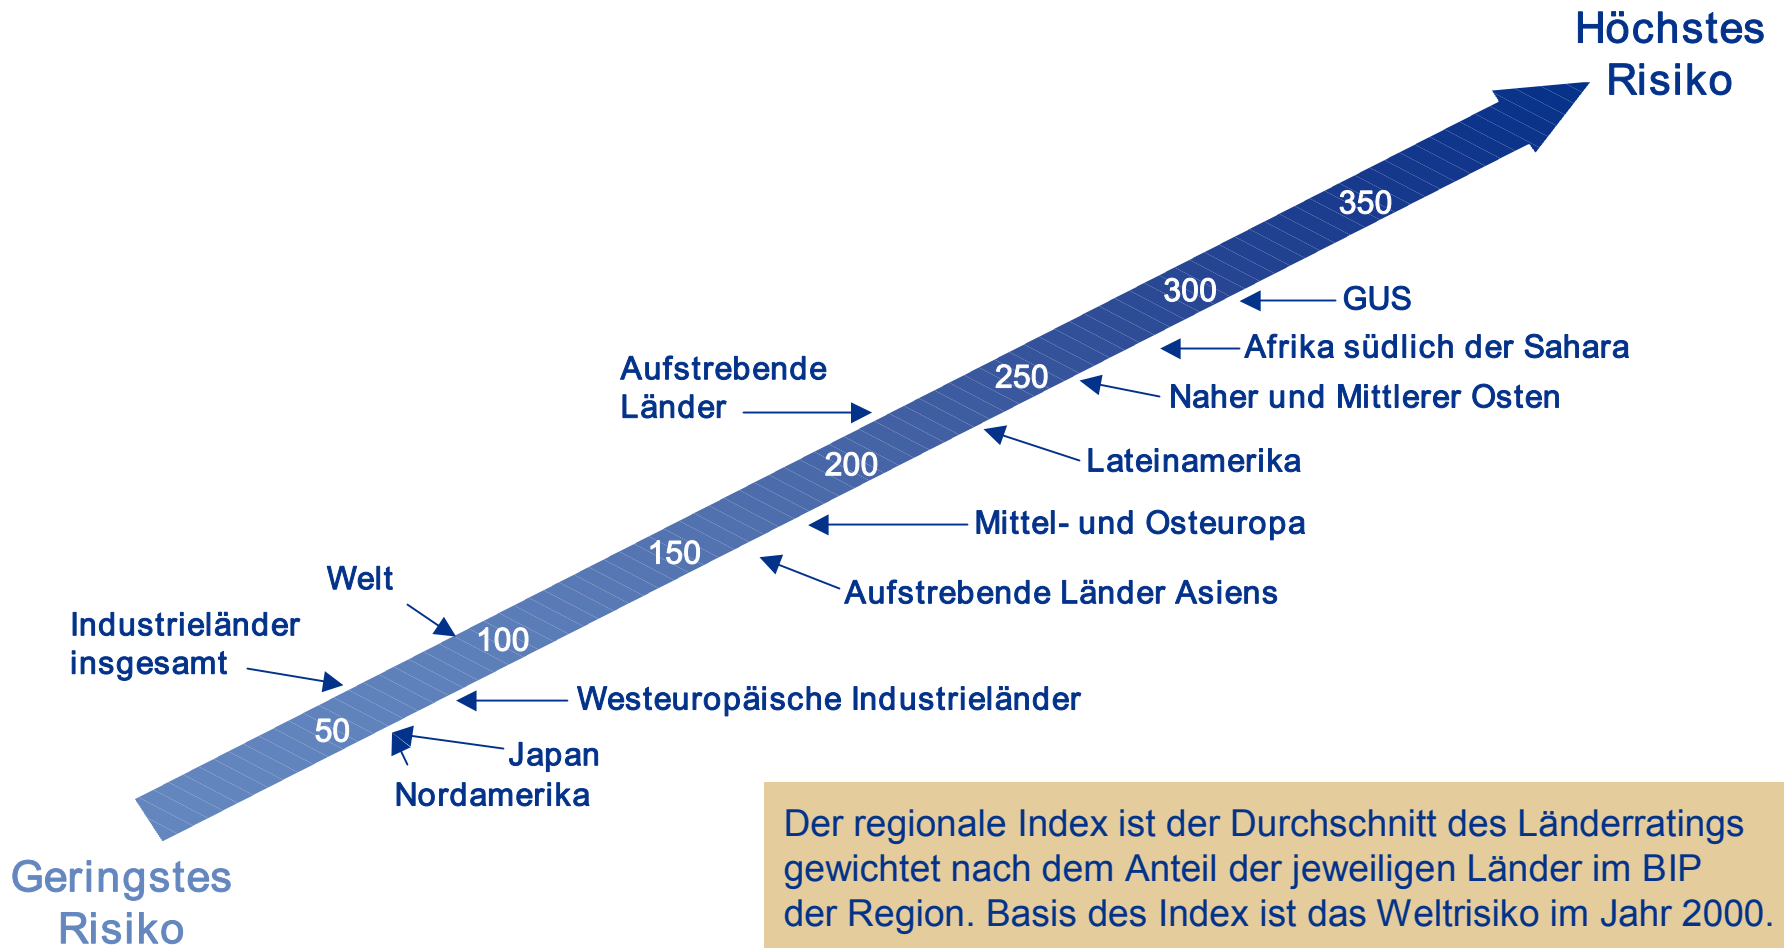 Höchstes
Risiko
350
300
GUS
Afrika südlich der Sahara
Aufstrebende
Länder
250
Naher und Mittlerer Osten
200
Lateinamerika
Mittel- und Osteuropa
150
Welt
Aufstrebende Länder Asiens
Industrieländer
insgesamt
100
Westeuropäische Industrieländer
50
Japan
Nordamerika
Geringstes
Risiko
Der regionale Index ist der Durchschnitt des Länderratings
gewichtet nach dem Anteil der jeweiligen Länder im BIP
der Region. Basis des Index ist das Weltrisiko im Jahr 2000.